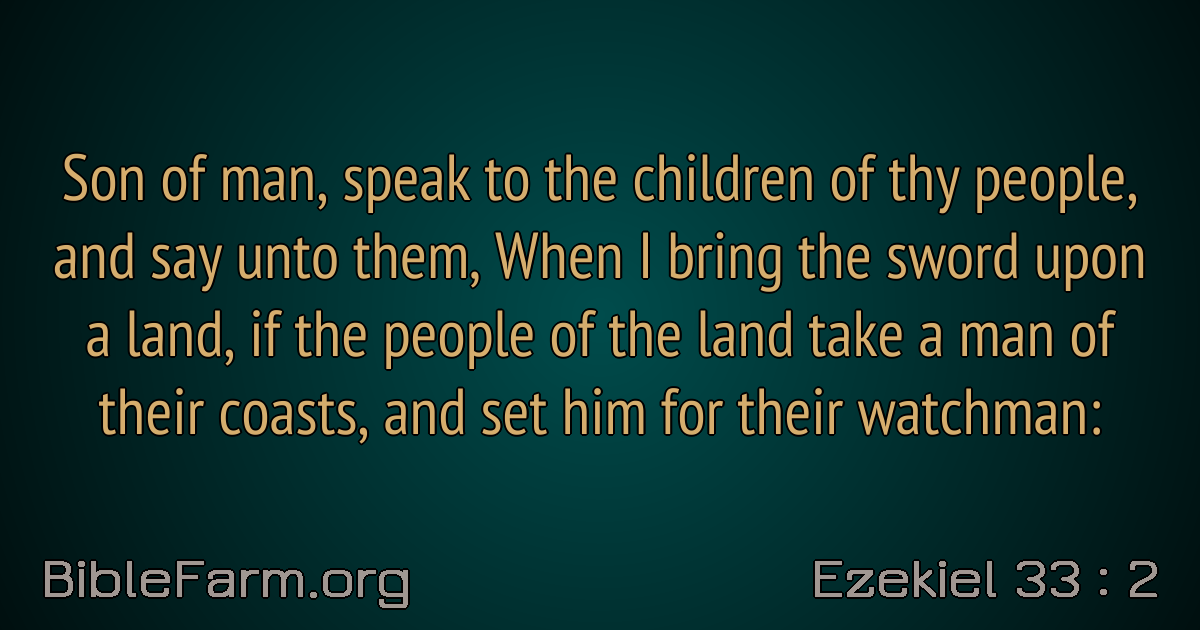 Son of man, speak to the children of thy people,
and say unto them, When I bring the sword upon
a land, if the people of the land take a man of
their coasts, and set him for their watchman:
BibleFarm.org
Ezekiel 33 : 2